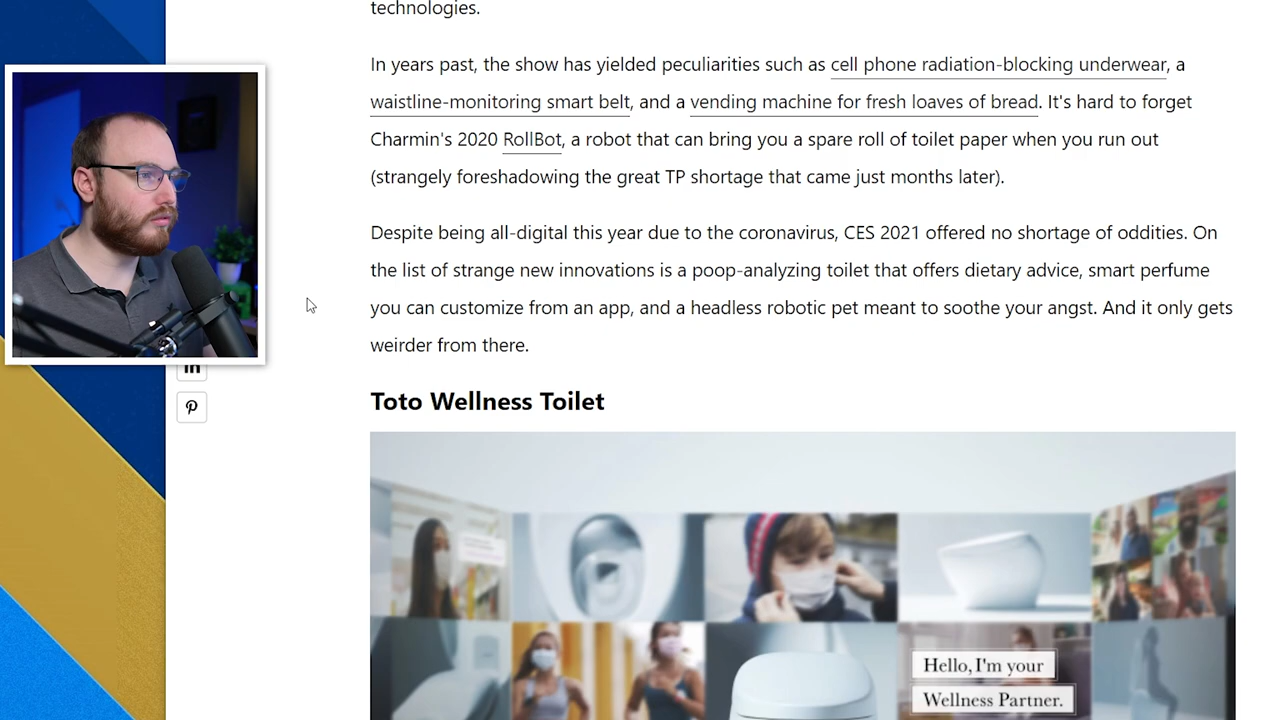 technologies.
In years past, the show has yielded peculiarities such as cell phone radiation-blocking underwear, a
waistline-monitoring smart belt, and a vending machine for fresh loaves of bread. It's hard to forget
Charmin's 2020 RollBot, a robot that can bring you a spare roll of toilet paper when you run out
(strangely foreshadowing the great TP shortage that came just months later).
Despite being all-digital this year due to the coronavirus, CES 2021 offered no shortage of oddities. On
the list of strange new innovations is a poop-analyzing toilet that offers dietary advice, smart perfume
you can customize from an app, and a headless robotic pet meant to soothe your angst. And it only gets
weirder from there.
in
Toto Wellness Toilet
Hello, I'm your
Wellness Partner.